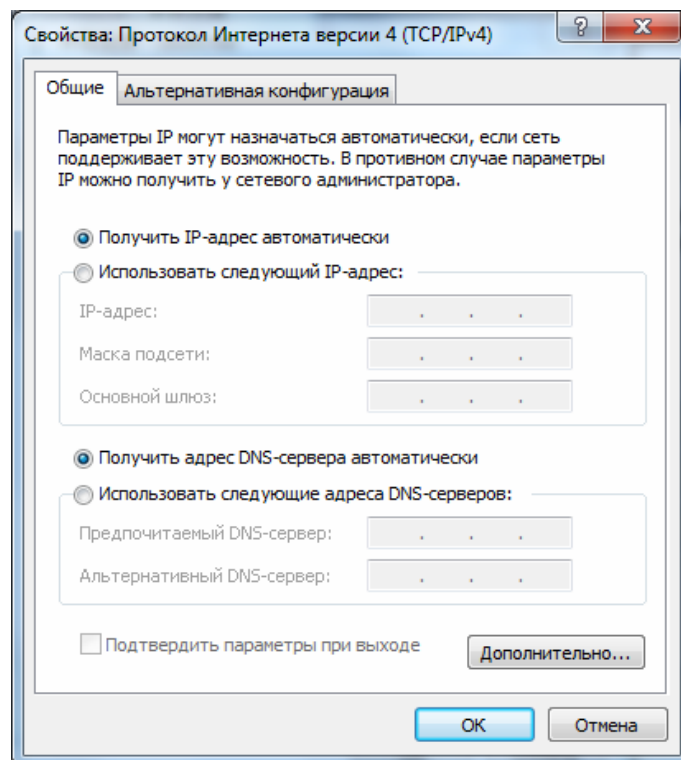 Свойства: Протокол Интернета версии 4 (TCP/IPv4)
Общие
Альтернативная конфигурация
Параметры IP могут назначаться автоматически, если сеть
поддерживает эту возможность. В противном случае параметры
IP можно получить у сетевого администратора.
Получить IP-адрес автоматически
Использовать следующий IP-адрес:
IP-адрес:
Маска подсети:
Основной шлюз:
Получить адрес DNS-сервера автоматически
Использовать следующие адреса DNS-серверов:
Предпочитаемый DNS-сервер:
Альтернативный DNS-сервер:
Подтвердить параметры при выходе
Дополнительно...
ОК
Отмена